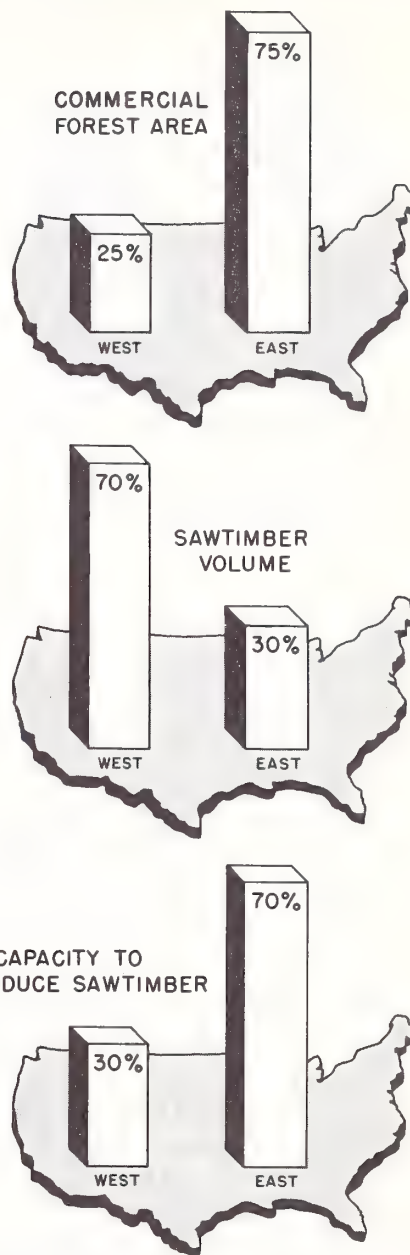 COMMERCIAL
FOREST AREA
75%
25%
WEST EAST
70%
SAWTIMBER
VOLUME
30%
WEST EAST
70%
CAPACITY TO
DUCE SAWTIMBER
30%
WEST EAST